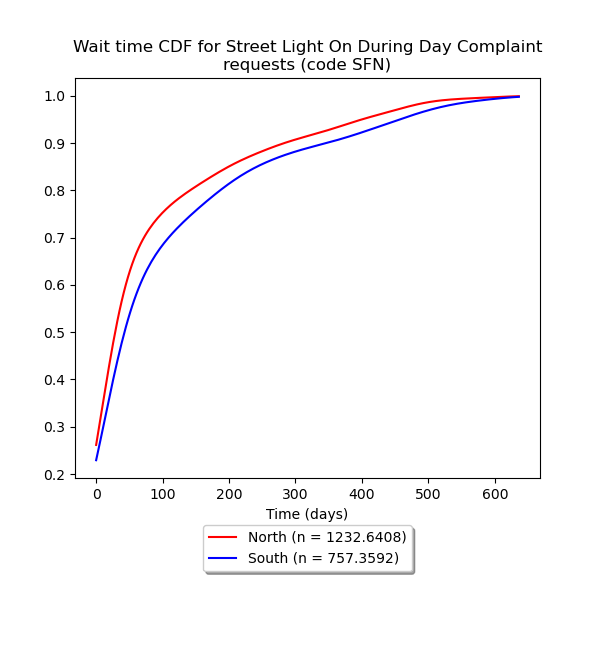 Wait time CDF for Street Light On During Day Complaint
requests (code SFN)
1.0
0.9
0.8
0.7
0.6
0.5
0.4
0.3
0.2
0 100 200 300 400 500 600
Time (days)
North (n = 1232.6408)
South (n = 757.3592)